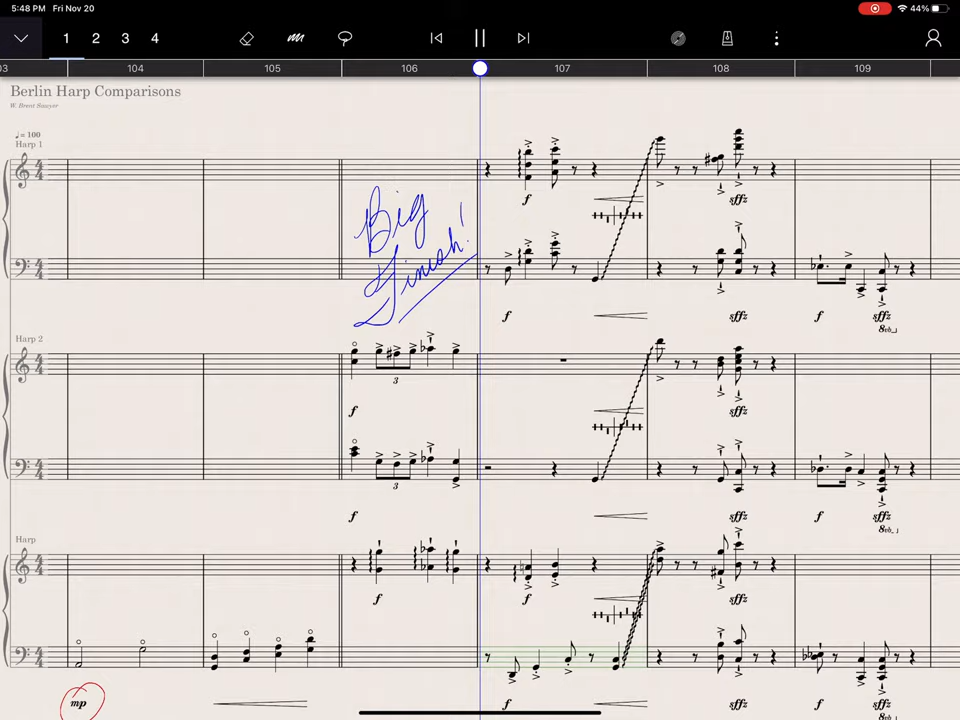 5:48 PM Fri Nov 20 44%
1 2 3 4
03 104 105 106 107 108 109
Berlin Harp Comparisons
W. Brent Sawyer
♩ = 100
Harp 1
Big
Finish!
f sffz
f sffz f sffz
8vb
Harp 2
3
f sffz
3
f sffz f sffz
8vb
Harp
f f sffz
mp f sffz f sffz
8vb